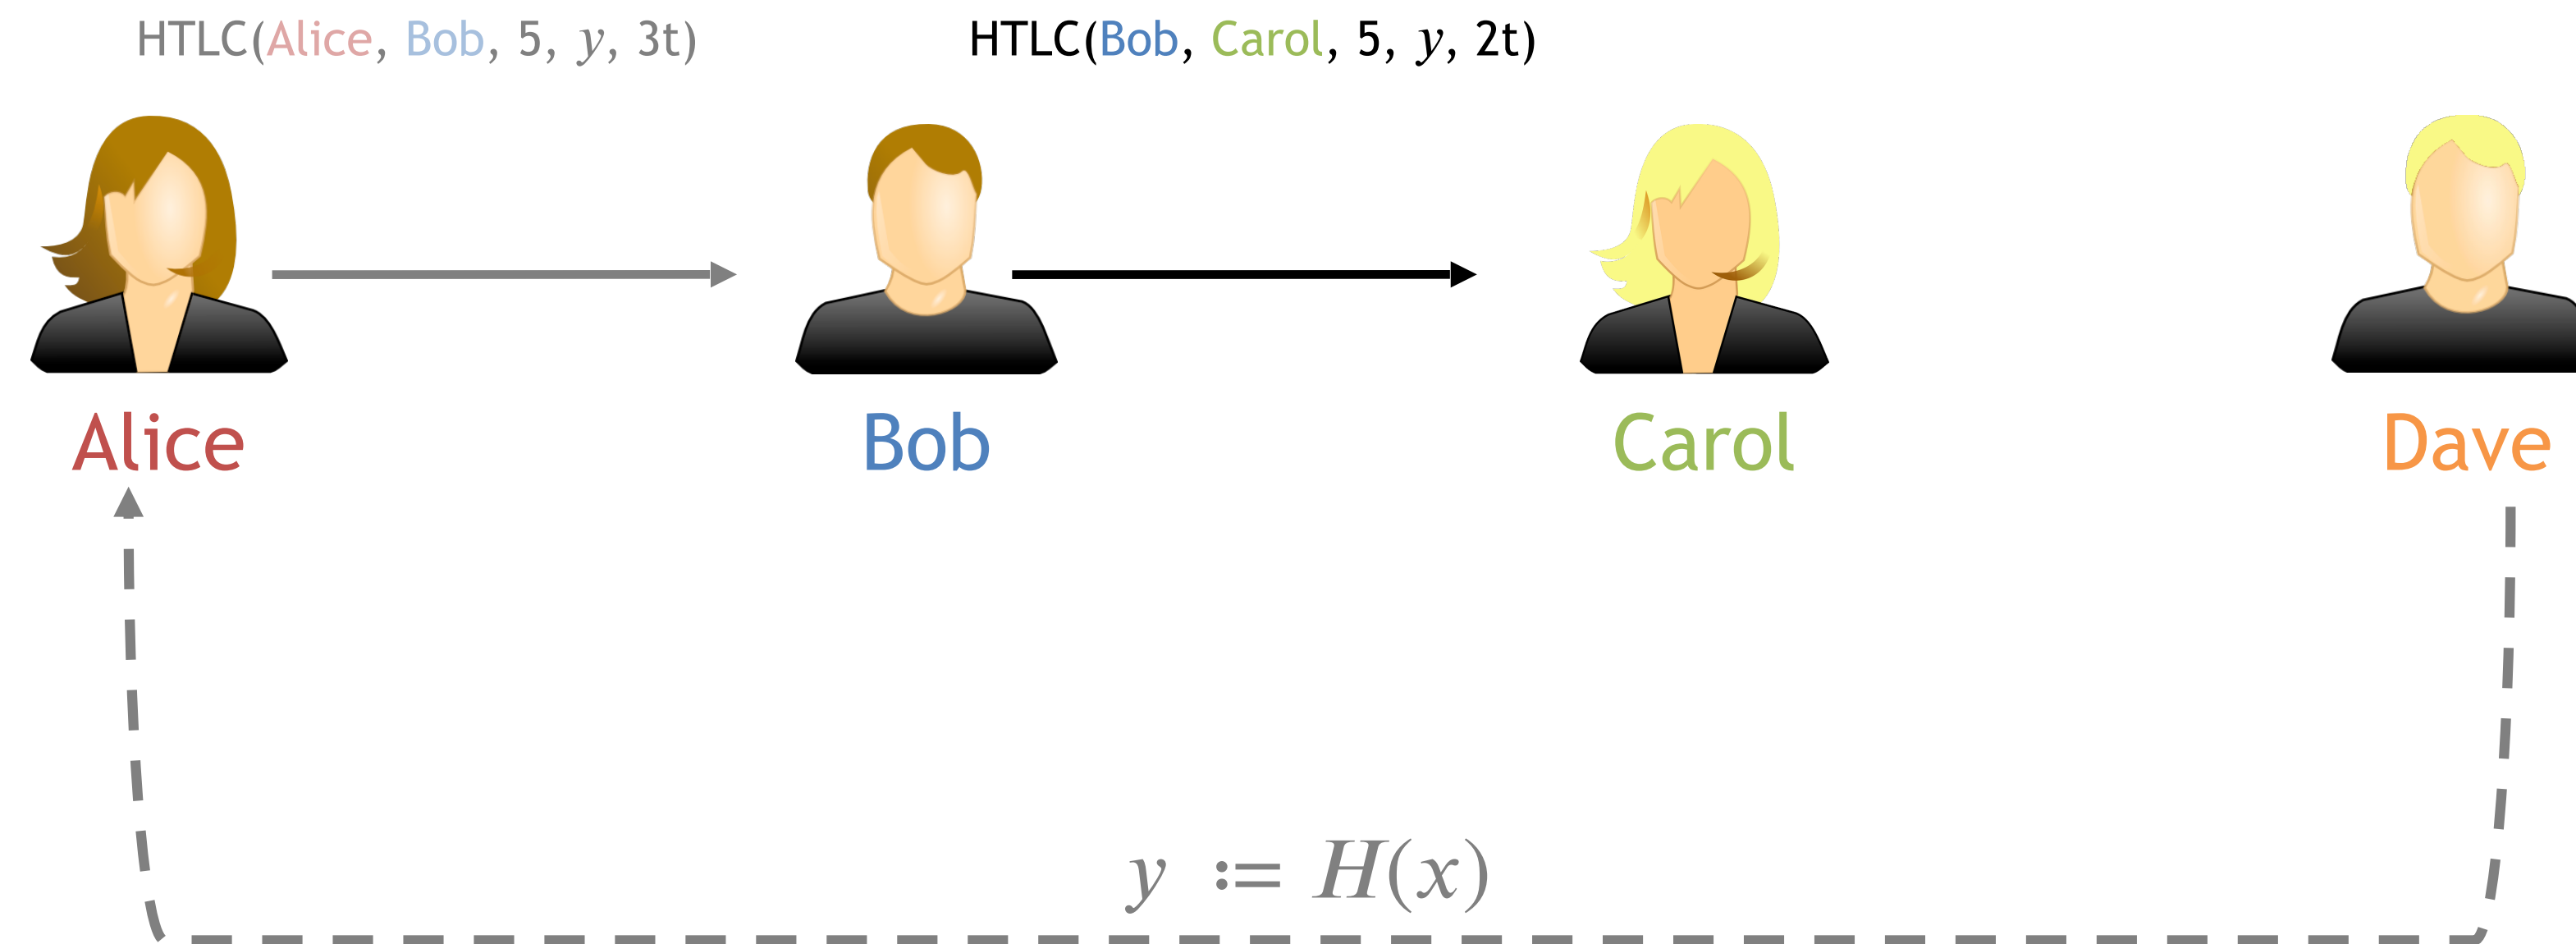 HTLC(Alice, Bob, 5, y, 3t) HTLC(Bob, Carol, 5, y, 2t)
Alice Bob Carol Dave
y := H(x)